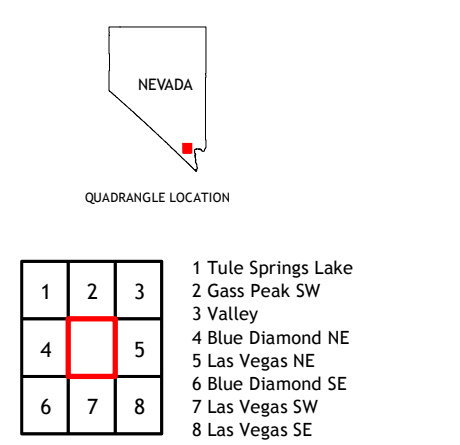 NEVADA
QUADRANGLE LOCATION
1 2 3
4 5
6 7 8
1 Tule Springs Lake
2 Gass Peak SW
3 Valley
4 Blue Diamond NE
5 Las Vegas NE
6 Blue Diamond SE
7 Las Vegas SW
8 Las Vegas SE